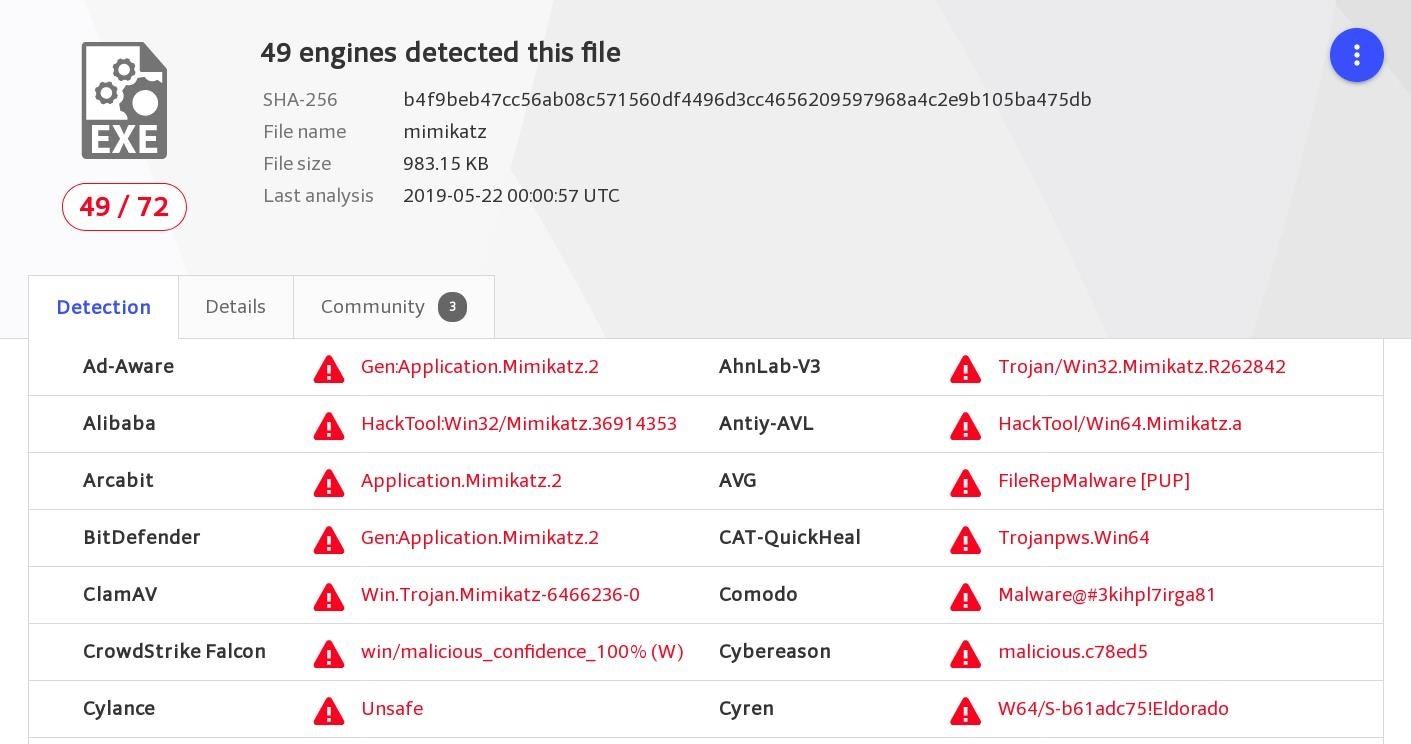 49 engines detected this file
SHA-256 b4f9beb47cc56ab08c571560df4496d3cc4656209597968a4c2e9b105ba475db
File name mimikatz
File size 983.15 KB
Last analysis 2019-05-22 00:00:57 UTC
EXE
49 / 72
Detection Details Community 3
Ad-Aware Gen:Application.Mimikatz.2 AhnLab-V3 Trojan/Win32.Mimikatz.R262842
Alibaba HackTool:Win32/Mimikatz.36914353 Antiy-AVL HackTool/Win64.Mimikatz.a
Arcabit Application.Mimikatz.2 AVG FileRepMalware [PUP]
BitDefender Gen:Application.Mimikatz.2 CAT-QuickHeal Trojanpws.Win64
ClamAV Win.Trojan.Mimikatz-6466236-0 Comodo Malware@#3kihpl7irga81
CrowdStrike Falcon win/malicious_confidence_100% (W) Cybereason malicious.c78ed5
Cylance Unsafe Cyren W64/S-b61adc75!Eldorado